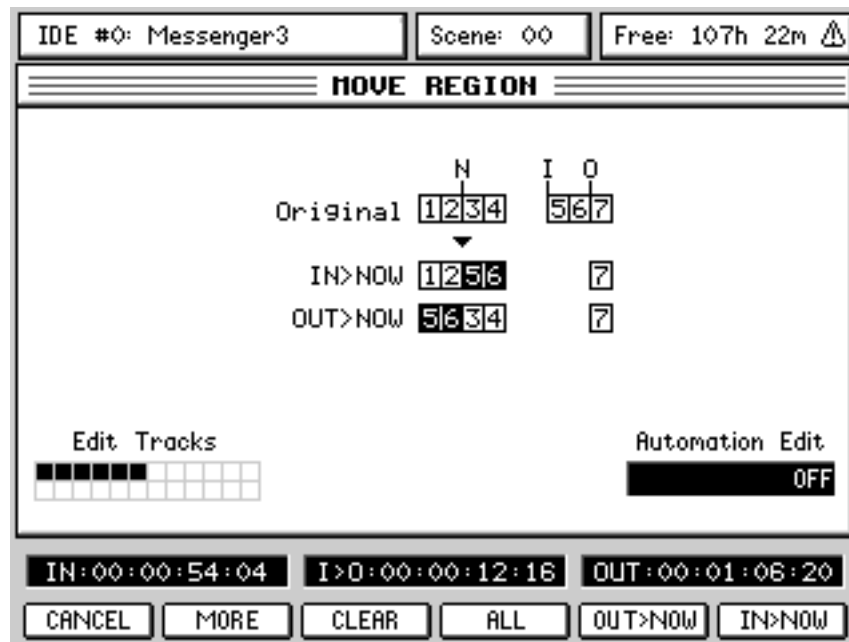 IDE #0: Messenger3 Scene: 00 Free: 107h 22m
MOVE REGION
N I O
Original 1234 567
IN>NOW 1256 7
OUT>NOW 5634 7
Edit Tracks Automation Edit
OFF
IN:00:00:54:04 I>O:00:00:12:16 OUT:00:01:06:20
CANCEL MORE CLEAR ALL OUT>NOW IN>NOW